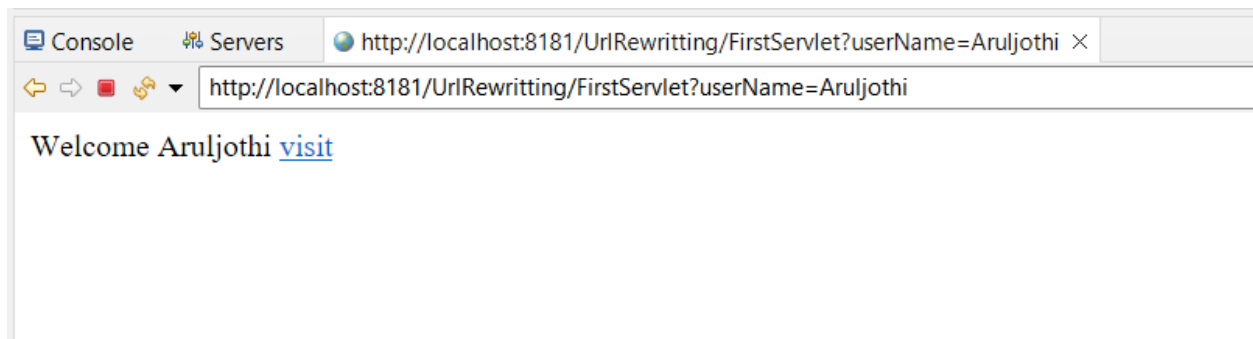 Console Servers http://localhost:8181/UrlRewritting/FirstServlet?userName=Aruljothi
http://localhost:8181/UrlRewritting/FirstServlet?userName=Aruljothi
Welcome Aruljothi visit